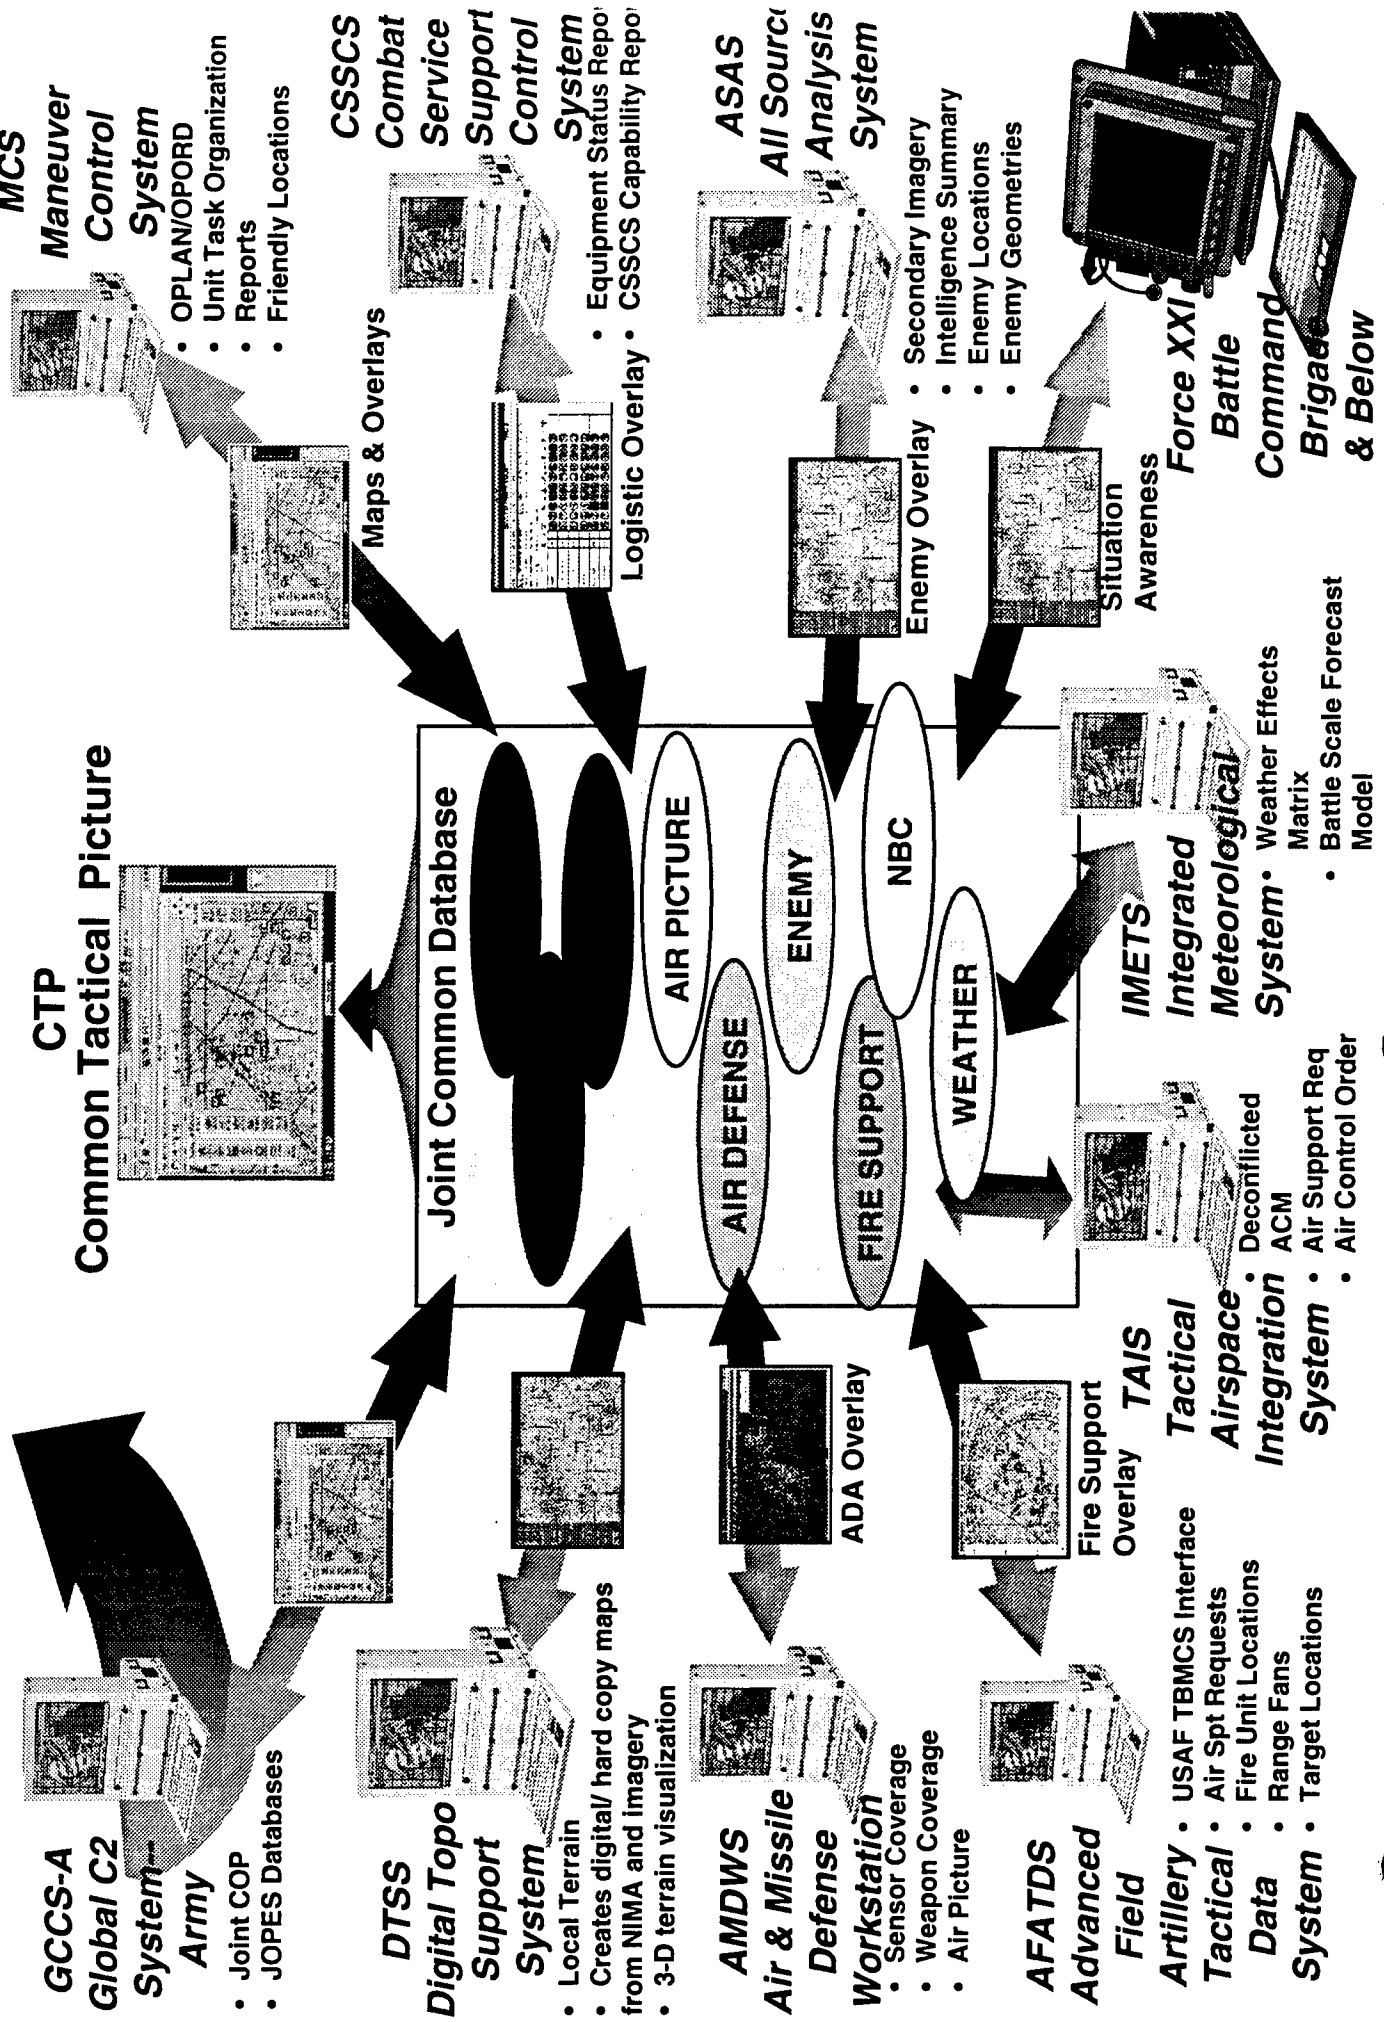 CTP
Common Tactical Picture
GCCS-A
Global C2
System--
Army
• Joint COP
• JOPES Databases
MCS
Maneuver
Control
System
• OPLAN/OPORD
• Unit Task Organization
• Reports
• Friendly Locations
Maps & Overlays
Joint Common Database
DTSS
Digital Topo
Support
System
• Local Terrain
• Creates digital/ hard copy maps
from NIMA and imagery
• 3-D terrain visualization
CSSCS
Combat
Service
Support
Control
System
• Equipment Status Repo
• CSSCS Capability Repo
Logistic Overlay
AIR PICTURE
AIR DEFENSE
ENEMY
FIRE SUPPORT
NBC
WEATHER
AMDWS
Air & Missile
Defense
Workstation
• Sensor Coverage
• Weapon Coverage
• Air Picture
ADA Overlay
ASAS
All Source
Analysis
System
• Secondary Imagery
• Intelligence Summary
• Enemy Locations
• Enemy Geometries
Enemy Overlay
AFATDS
Advanced
Field
Artillery
Tactical
Data
System
• USAF TBMCS Interface
• Air Spt Requests
• Fire Unit Locations
• Range Fans
• Target Locations
Fire Support
Overlay
TAIS
Tactical
Airspace
Integration
System
• Deconflicted
ACM
• Air Support Req
• Air Control Order
IMETS
Integrated
Meteorological
System
• Weather Effects
Matrix
• Battle Scale Forecast
Model
Situation
Awareness
Force XXI
Battle
Command
Brigade
& Below